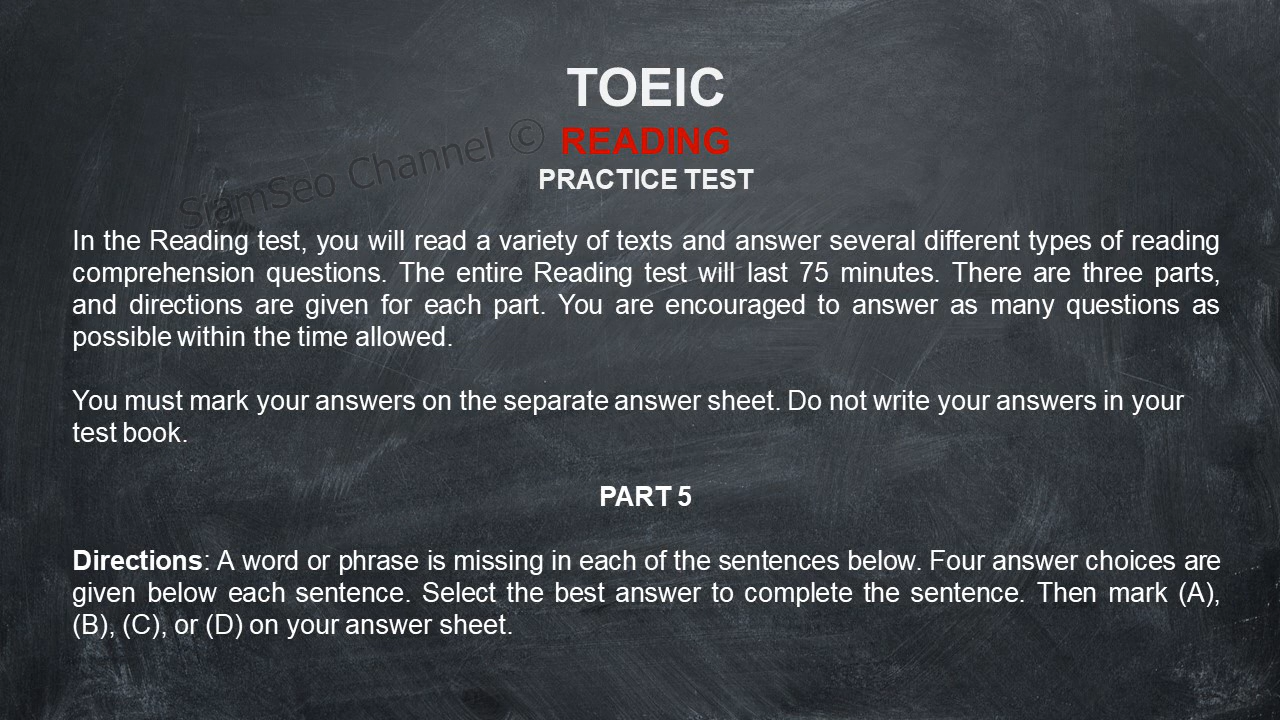 TOEIC
READING
SiamSeo Channel ©
PRACTICE TEST
In the Reading test, you will read a variety of texts and answer several different types of reading
comprehension questions. The entire Reading test will last 75 minutes. There are three parts,
and directions are given for each part. You are encouraged to answer as many questions as
possible within the time allowed.
You must mark your answers on the separate answer sheet. Do not write your answers in your
test book.
PART 5
Directions: A word or phrase is missing in each of the sentences below. Four answer choices are
given below each sentence. Select the best answer to complete the sentence. Then mark (A),
(B), (C), or (D) on your answer sheet.